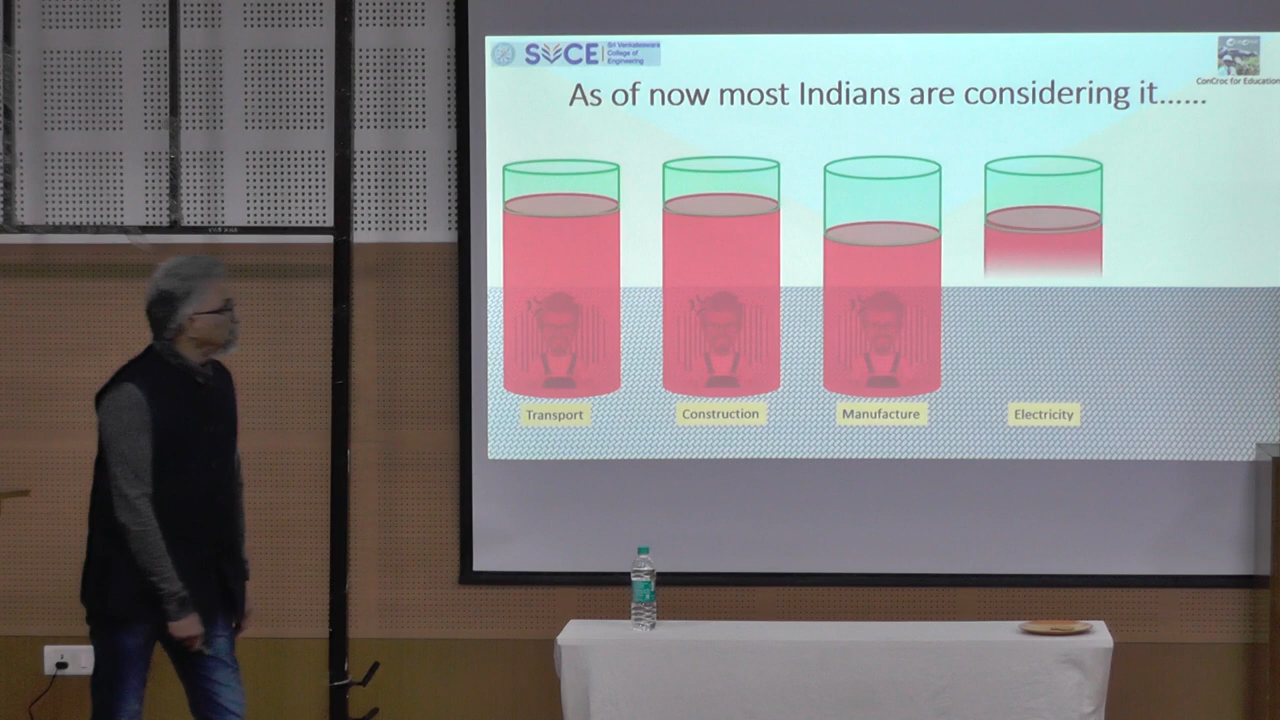 SVCE
Sri Venkateswara
College of
Engineering
ConCroc for Education
As of now most Indians are considering it......
Transport
Construction
Manufacture
Electricity